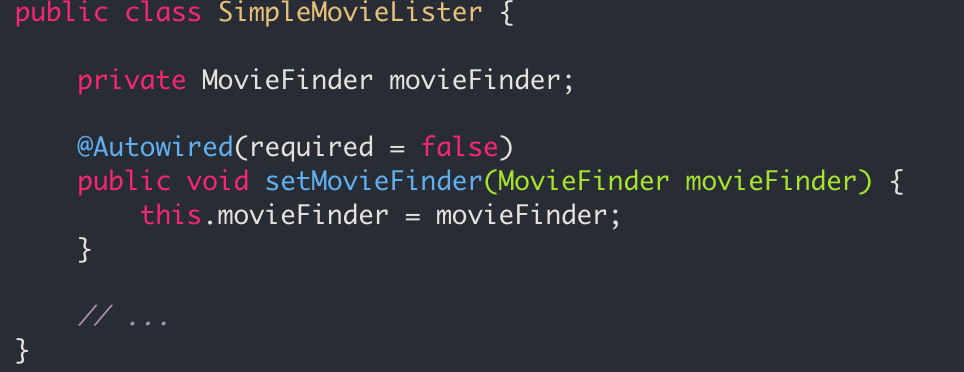 public class SimpleMovieLister {
    private MovieFinder movieFinder;
    @Autowired(required = false)
    public void setMovieFinder(MovieFinder movieFinder) {
        this.movieFinder = movieFinder;
    }
    // ...
}